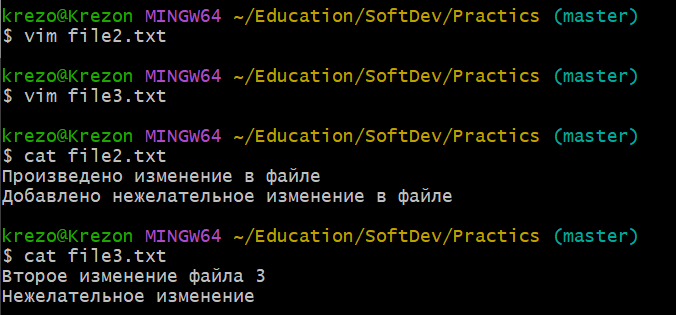 krezo@Krezon MINGW64 ~/Education/SoftDev/Practics (master)
$ vim file2.txt
krezo@Krezon MINGW64 ~/Education/SoftDev/Practics (master)
$ vim file3.txt
krezo@Krezon MINGW64 ~/Education/SoftDev/Practics (master)
$ cat file2.txt
Произведено изменение в файле
Добавлено нежелательное изменение в файле
krezo@Krezon MINGW64 ~/Education/SoftDev/Practics (master)
$ cat file3.txt
Второе изменение файла 3
Нежелательное изменение